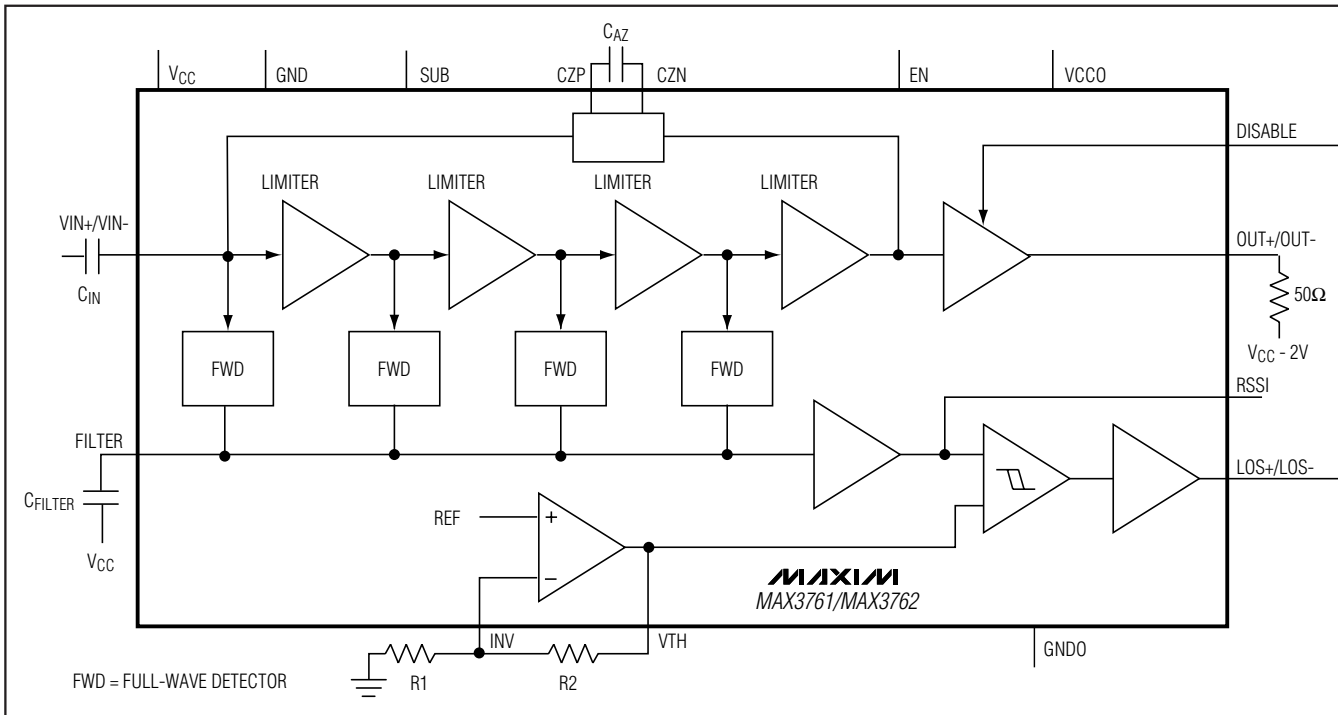 C_AZ
V_CC GND SUB CZP CZN EN VCCO
DISABLE
LIMITER LIMITER LIMITER LIMITER
VIN+/VIN-
OUT+/OUT-
C_IN
50Ω
FWD FWD FWD FWD
V_CC - 2V
RSSI
FILTER
LOS+/LOS-
C_FILTER
REF +
V_CC
−
MAXIM
MAX3761/MAX3762
INV VTH
GNDO
FWD = FULL-WAVE DETECTOR R1 R2